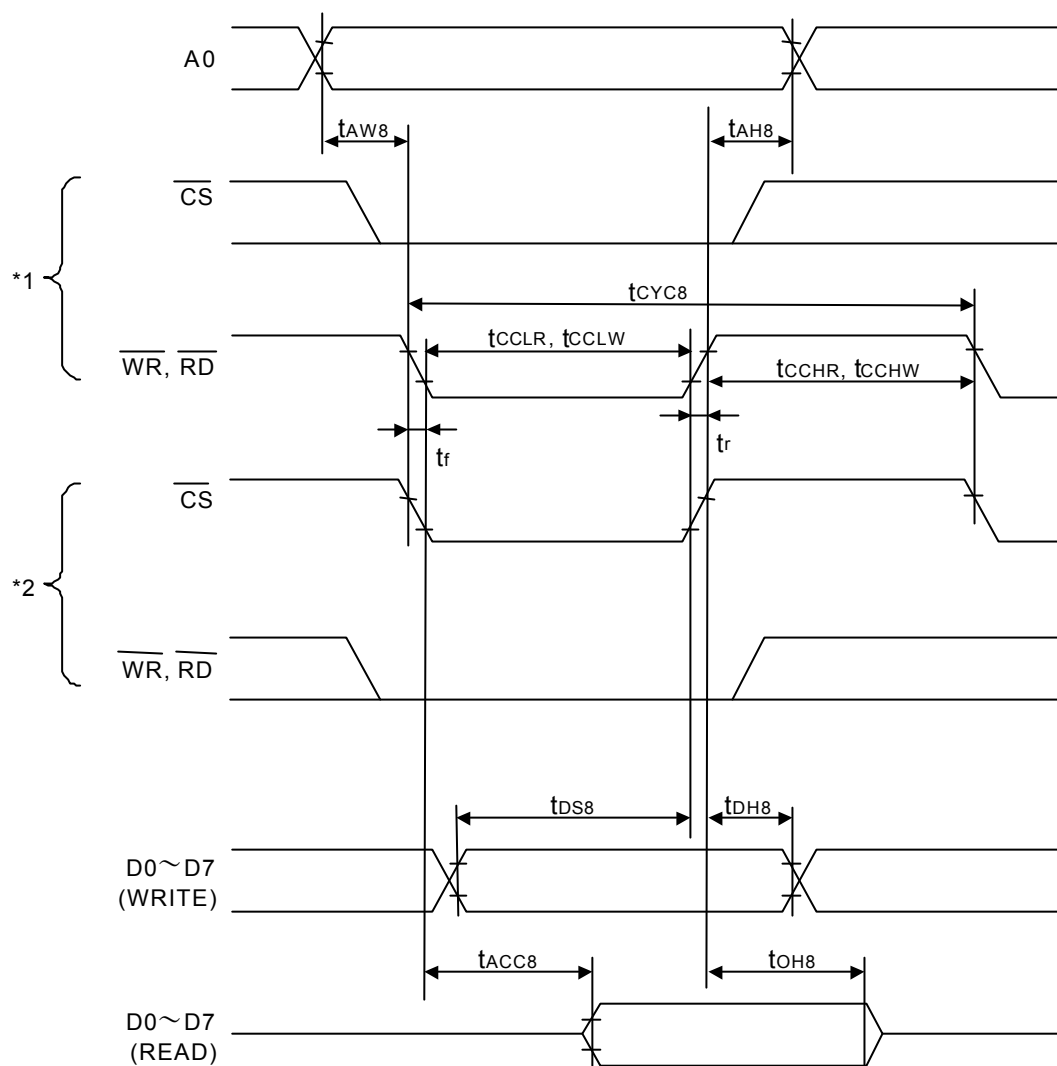 A0
tAW8
tAH8
CS
*1
tCYC8
tCCLR, tCCLW
WR, RD
tCCHR, tCCHW
tf
tr
CS
*2
WR, RD
tDS8
tDH8
D0～D7
(WRITE)
tACC8
tOH8
D0～D7
(READ)